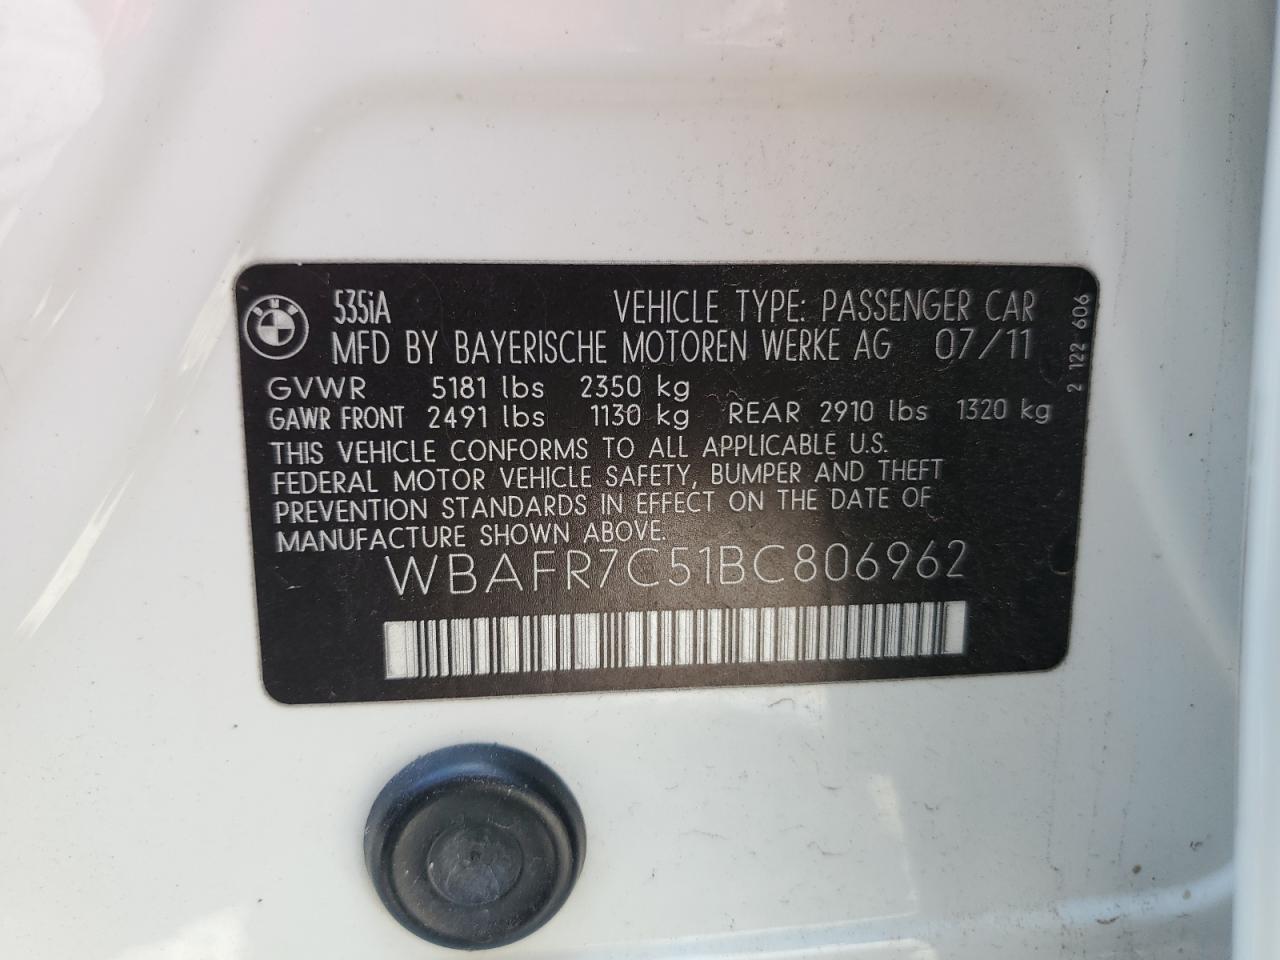 535iA VEHICLE TYPE: PASSENGER CAR
MFD BY BAYERISCHE MOTOREN WERKE AG 07/11
GVWR 5181 lbs 2350 kg
GAWR FRONT 2491 lbs 1130 kg REAR 2910 lbs 1320 kg
THIS VEHICLE CONFORMS TO ALL APPLICABLE U.S.
FEDERAL MOTOR VEHICLE SAFETY, BUMPER AND THEFT
PREVENTION STANDARDS IN EFFECT ON THE DATE OF
MANUFACTURE SHOWN ABOVE.
WBAFR7C51BC806962
2 122 606